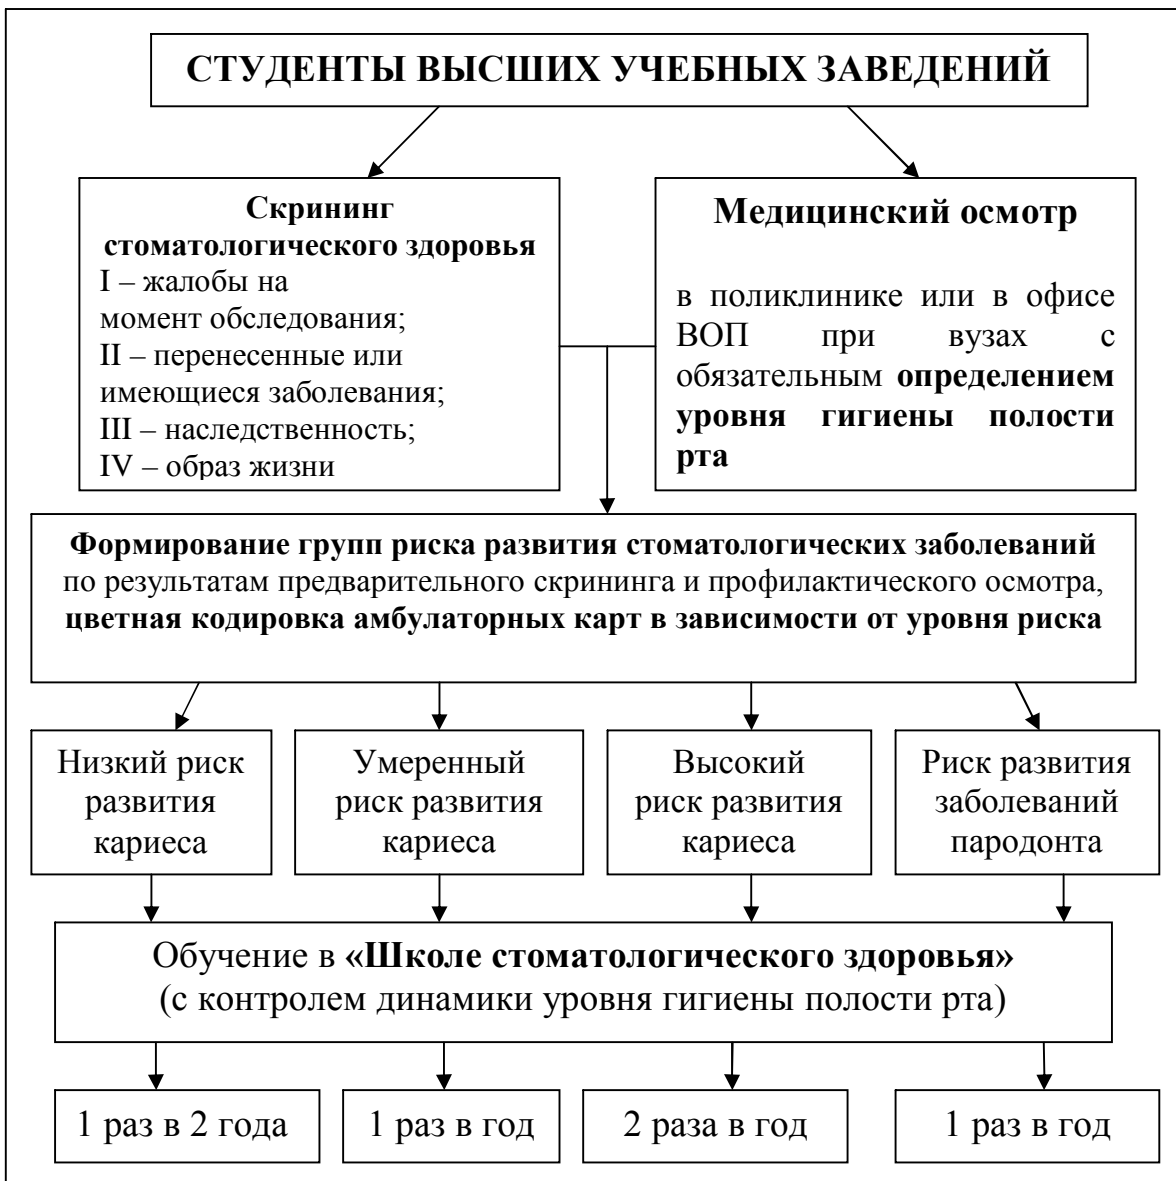 СТУДЕНТЫ ВЫСШИХ УЧЕБНЫХ ЗАВЕДЕНИЙ
Скрининг
стоматологического здоровья
I – жалобы на
момент обследования;
II – перенесенные или
имеющиеся заболевания;
III – наследственность;
IV – образ жизни
Медицинский осмотр
в поликлинике или в офисе
ВОП при вузах с
обязательным определением
уровня гигиены полости
рта
Формирование групп риска развития стоматологических заболеваний
по результатам предварительного скрининга и профилактического осмотра,
цветная кодировка амбулаторных карт в зависимости от уровня риска
Низкий риск
развития
кариеса
Умеренный
риск развития
кариеса
Высокий
риск развития
кариеса
Риск развития
заболеваний
пародонта
Обучение в «Школе стоматологического здоровья»
(с контролем динамики уровня гигиены полости рта)
1 раз в 2 года
1 раз в год
2 раза в год
1 раз в год